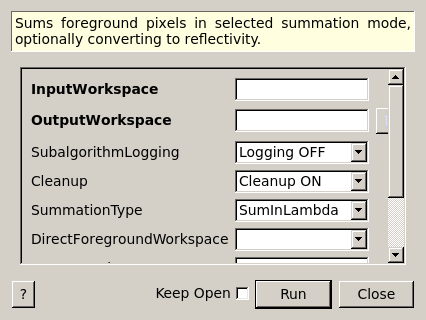 Sums foreground pixels in selected summation mode,
optionally converting to reflectivity.
InputWorkspace
OutputWorkspace
SubalgorithmLogging Logging OFF
Cleanup Cleanup ON
SummationType SumInLambda
DirectForegroundWorkspace
? Keep Open Run Close